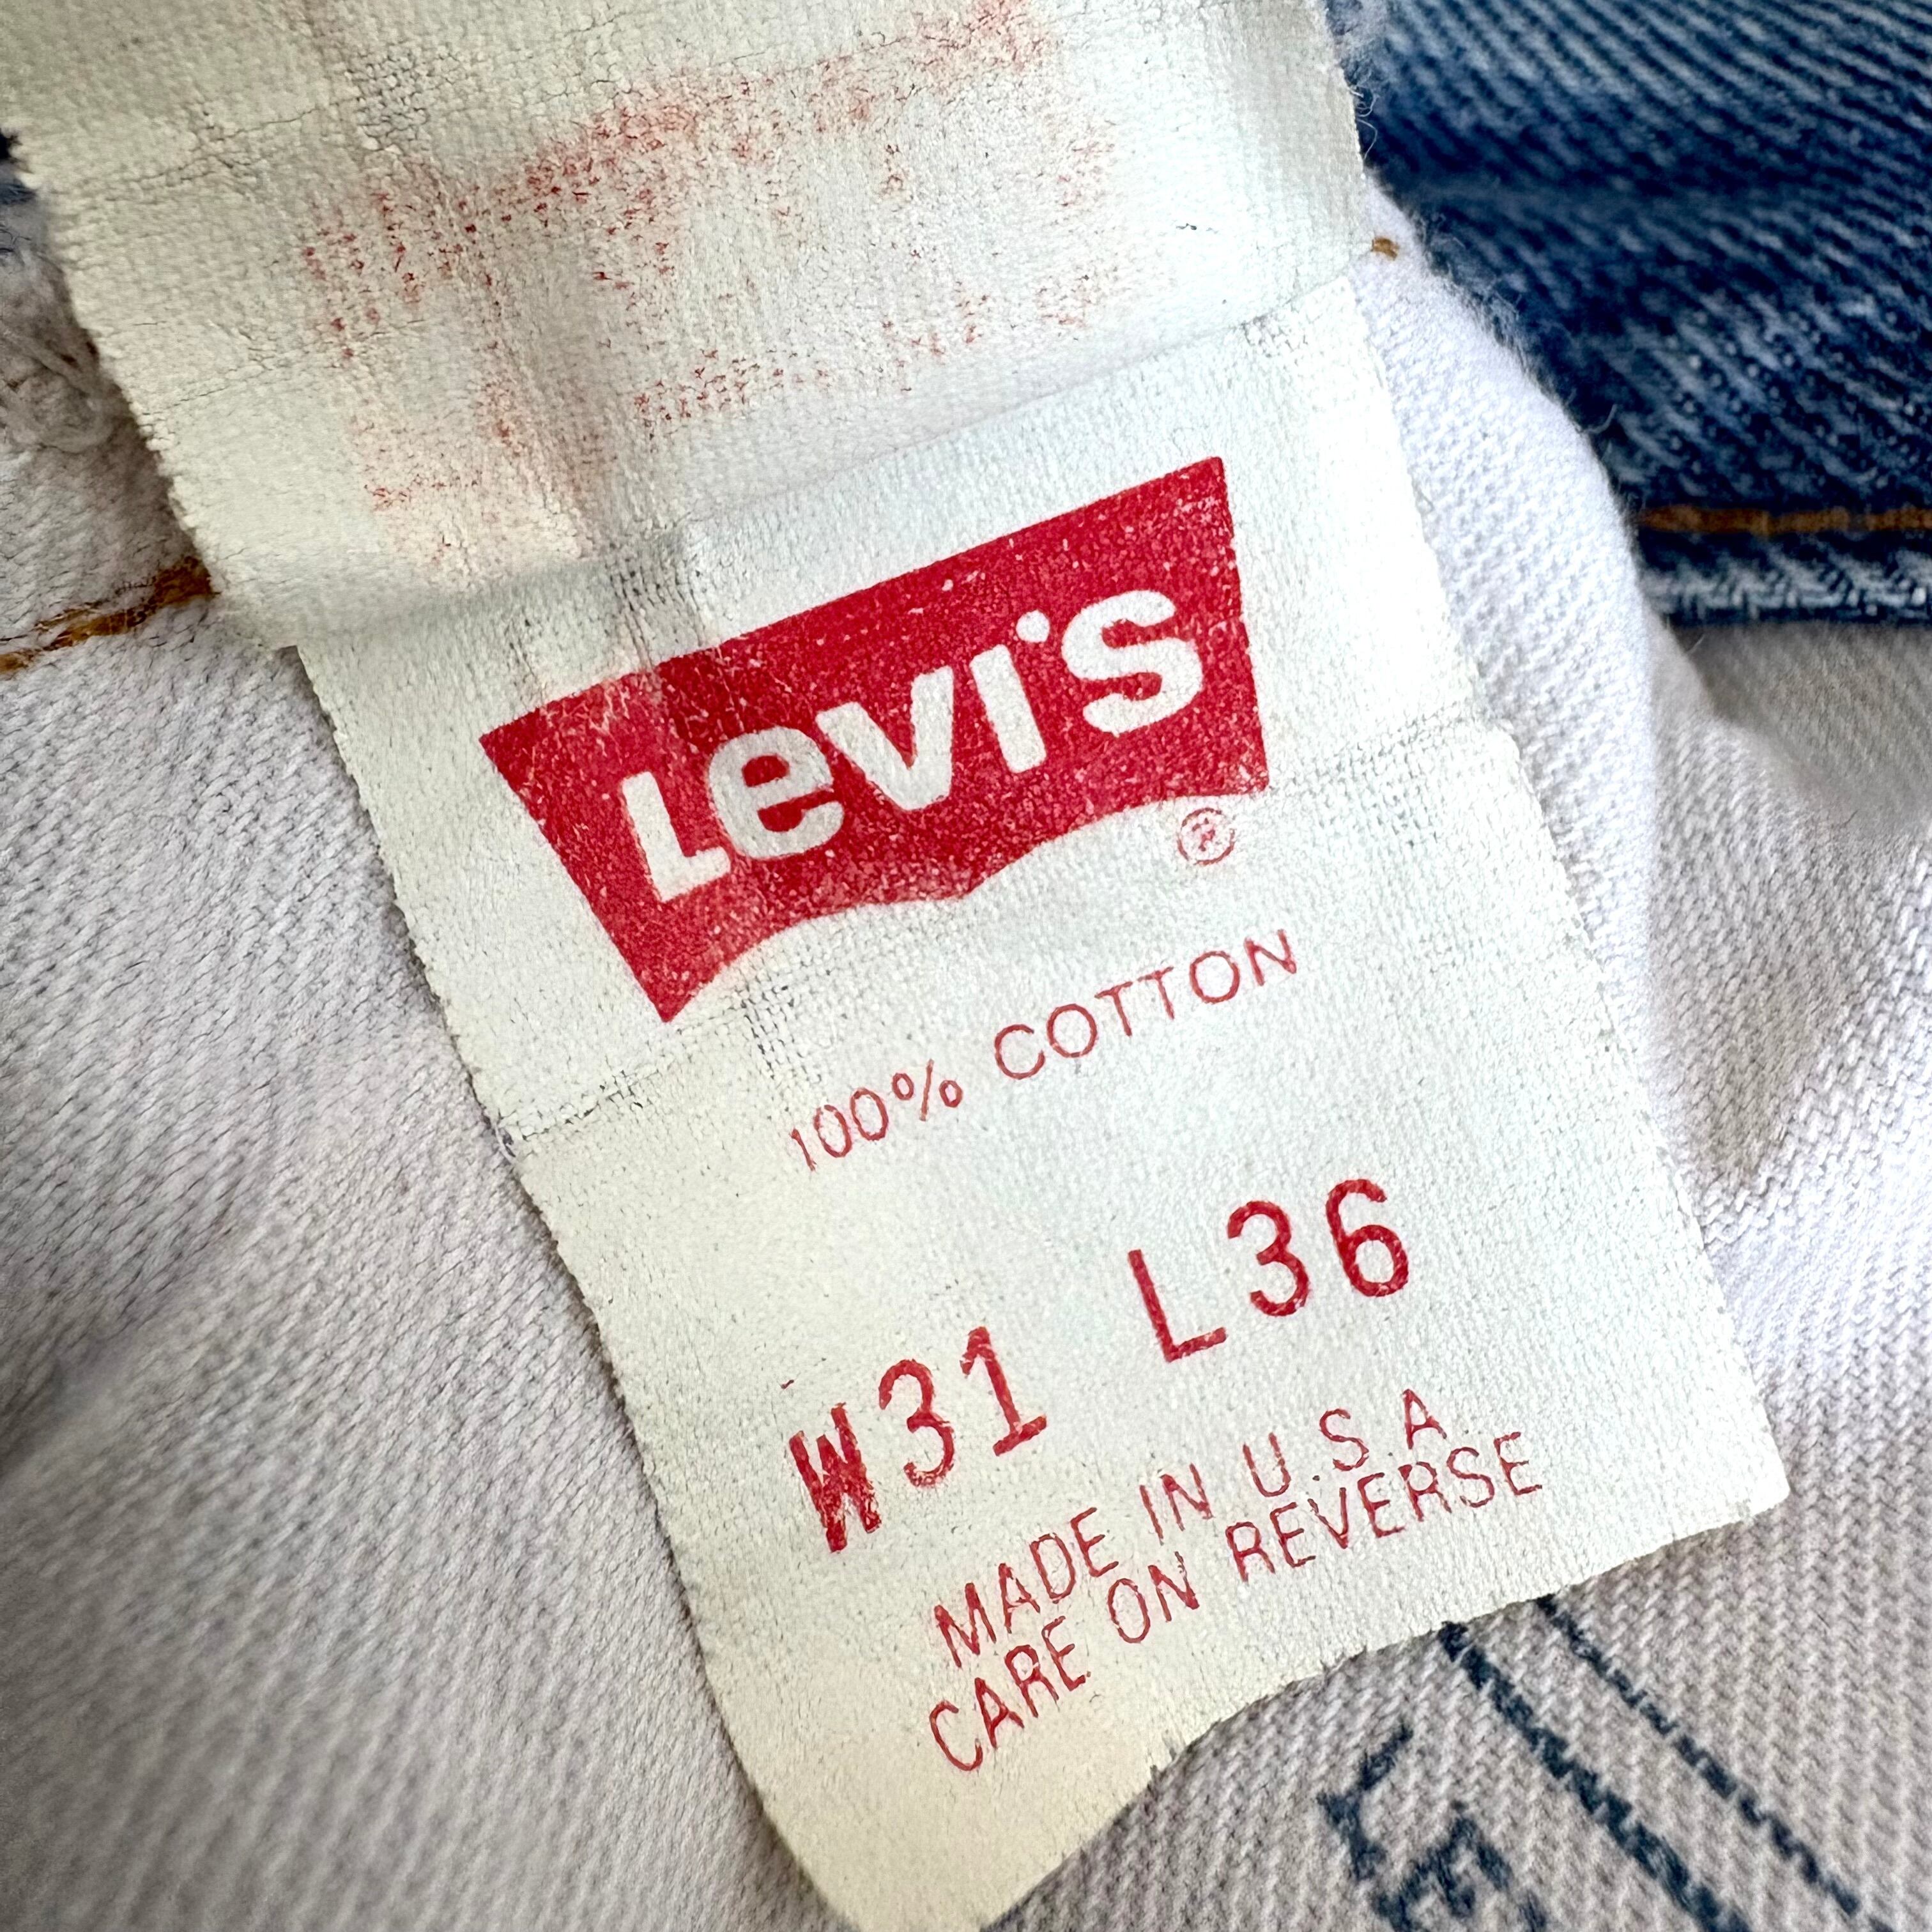 Levi's
®
100% COTTON
W31 L36
MADE IN U.S.A.
CARE ON REVERSE